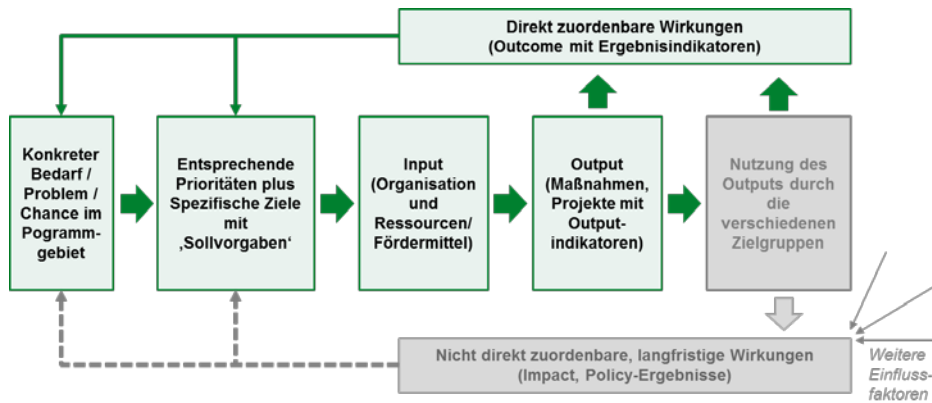 Direkt zuordenbare Wirkungen
(Outcome mit Ergebnisindikatoren)
Konkreter
Bedarf /
Problem /
Chance im
Pogramm-
gebiet
Entsprechende
Prioritäten plus
Spezifische Ziele
mit
‚Sollvorgaben‘
Input
(Organisation
und
Ressourcen/
Fördermittel)
Output
(Maßnahmen,
Projekte mit
Output-
indikatoren)
Nutzung des
Outputs durch
die
verschiedenen
Zielgruppen
Nicht direkt zuordenbare, langfristige Wirkungen
(Impact, Policy-Ergebnisse)
Weitere
Einfluss-
faktoren